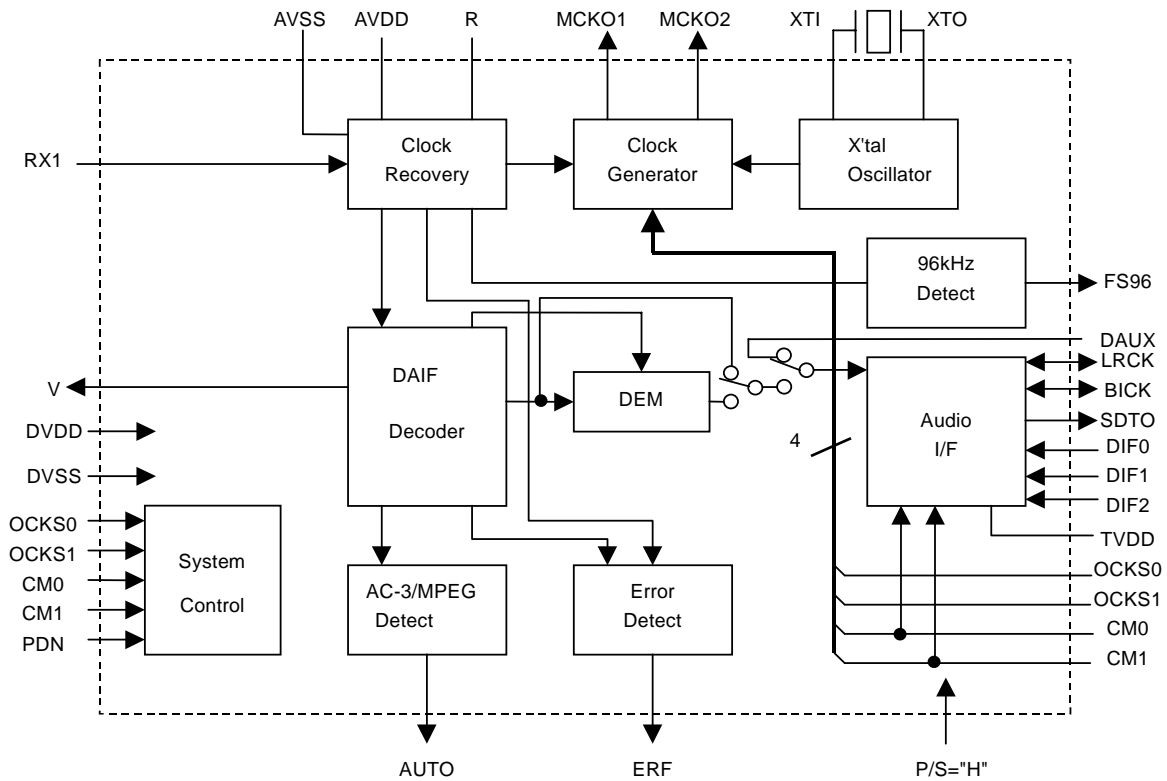 AVSS AVDD R MCKO1 MCKO2 XTI XTO
RX1
Clock
Recovery
Clock
Generator
X'tal
Oscillator
96kHz
Detect
FS96
DAUX
LRCK
BICK
SDTO
DIF0
DIF1
DIF2
TVDD
OCKS0
OCKS1
CM0
CM1
V
DVDD
DVSS
OCKS0
OCKS1
CM0
CM1
PDN
DAIF
Decoder
DEM
4
Audio
I/F
System
Control
AC-3/MPEG
Detect
Error
Detect
AUTO
ERF
P/S="H"